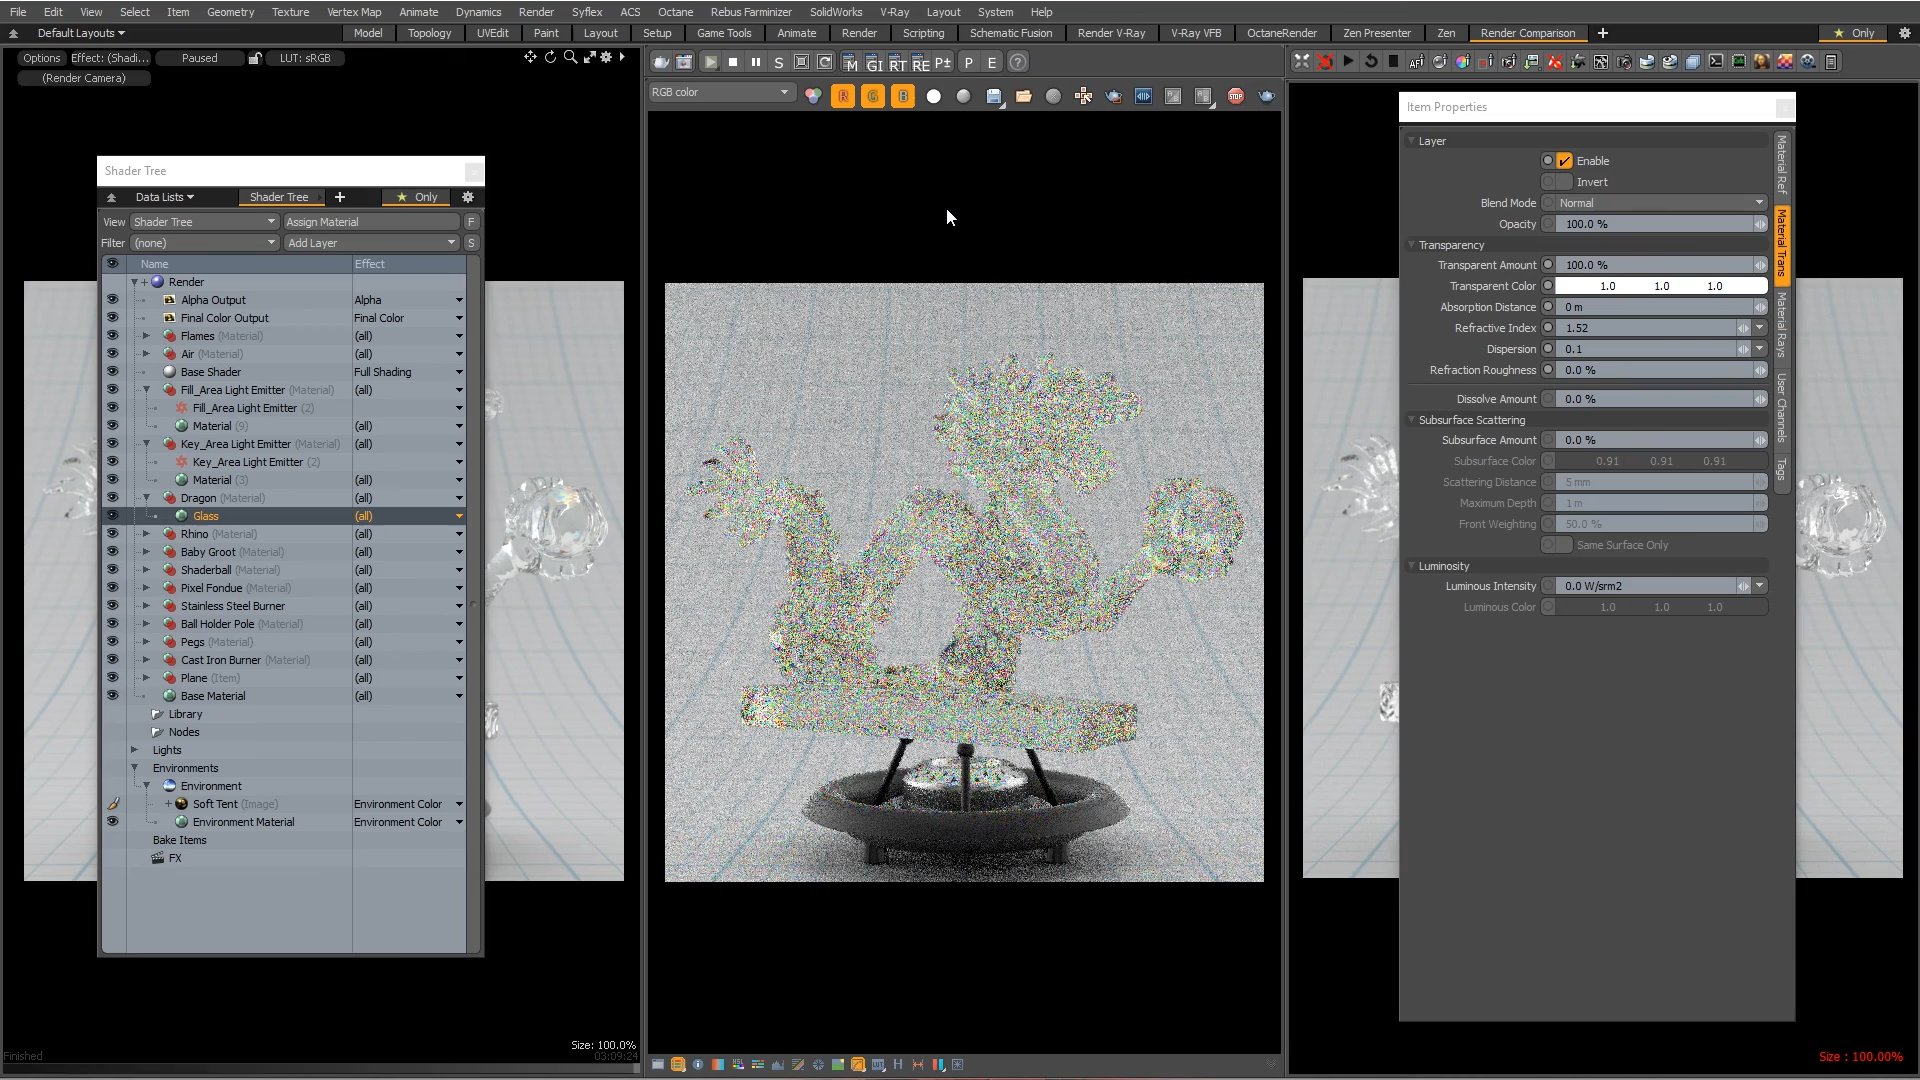 File Edit View Select Item Geometry Texture Vertex Map Animate Dynamics Render Syflex ACS Octane Rebus Farminizer SolidWorks V-Ray Layout System Help
Default Layouts Model Topology UVEdit Paint Layout Setup Game Tools Animate Render Scripting Schematic Fusion Render V-Ray V-Ray VFB OctaneRender Zen Presenter Zen Render Comparison + Only
Options Effect: (Shadi... Paused LUT: sRGB
(Render Camera)
S M GI RT RE P± P E ?
RGB color R G B STOP
Shader Tree
Data Lists Shader Tree + Only
View Shader Tree Assign Material F
Filter (none) Add Layer S
Name Effect
Render
Alpha Output Alpha
Final Color Output Final Color
Flames (Material) (all)
Air (Material) (all)
Base Shader Full Shading
Fill_Area Light Emitter (Material) (all)
Fill_Area Light Emitter (2)
Material (9) (all)
Key_Area Light Emitter (Material) (all)
Key_Area Light Emitter (2)
Material (3) (all)
Dragon (Material) (all)
Glass (all)
Rhino (Material) (all)
Baby Groot (Material) (all)
Shaderball (Material) (all)
Pixel Fondue (Material) (all)
Stainless Steel Burner (all)
Ball Holder Pole (Material) (all)
Pegs (Material) (all)
Cast Iron Burner (Material) (all)
Plane (Item) (all)
Base Material (all)
Library
Nodes
Lights
Environments
Environment
Soft Tent (Image) Environment Color
Environment Material Environment Color
Bake Items
FX
Size: 100.0%
Finished 03:09:24
Item Properties
Layer
Enable
Invert
Blend Mode Normal
Opacity 100.0 %
Transparency
Transparent Amount 100.0 %
Transparent Color 1.0 1.0 1.0
Absorption Distance 0 m
Refractive Index 1.52
Dispersion 0.1
Refraction Roughness 0.0 %
Dissolve Amount 0.0 %
Subsurface Scattering
Subsurface Amount 0.0 %
Subsurface Color 0.91 0.91 0.91
Scattering Distance 5 mm
Maximum Depth 1 m
Front Weighting 50.0 %
Same Surface Only
Luminosity
Luminous Intensity 0.0 W/srm2
Luminous Color 1.0 1.0 1.0
Material Ref
Material Trans
Material Rays
User Channels
Tags
Size : 100.00%